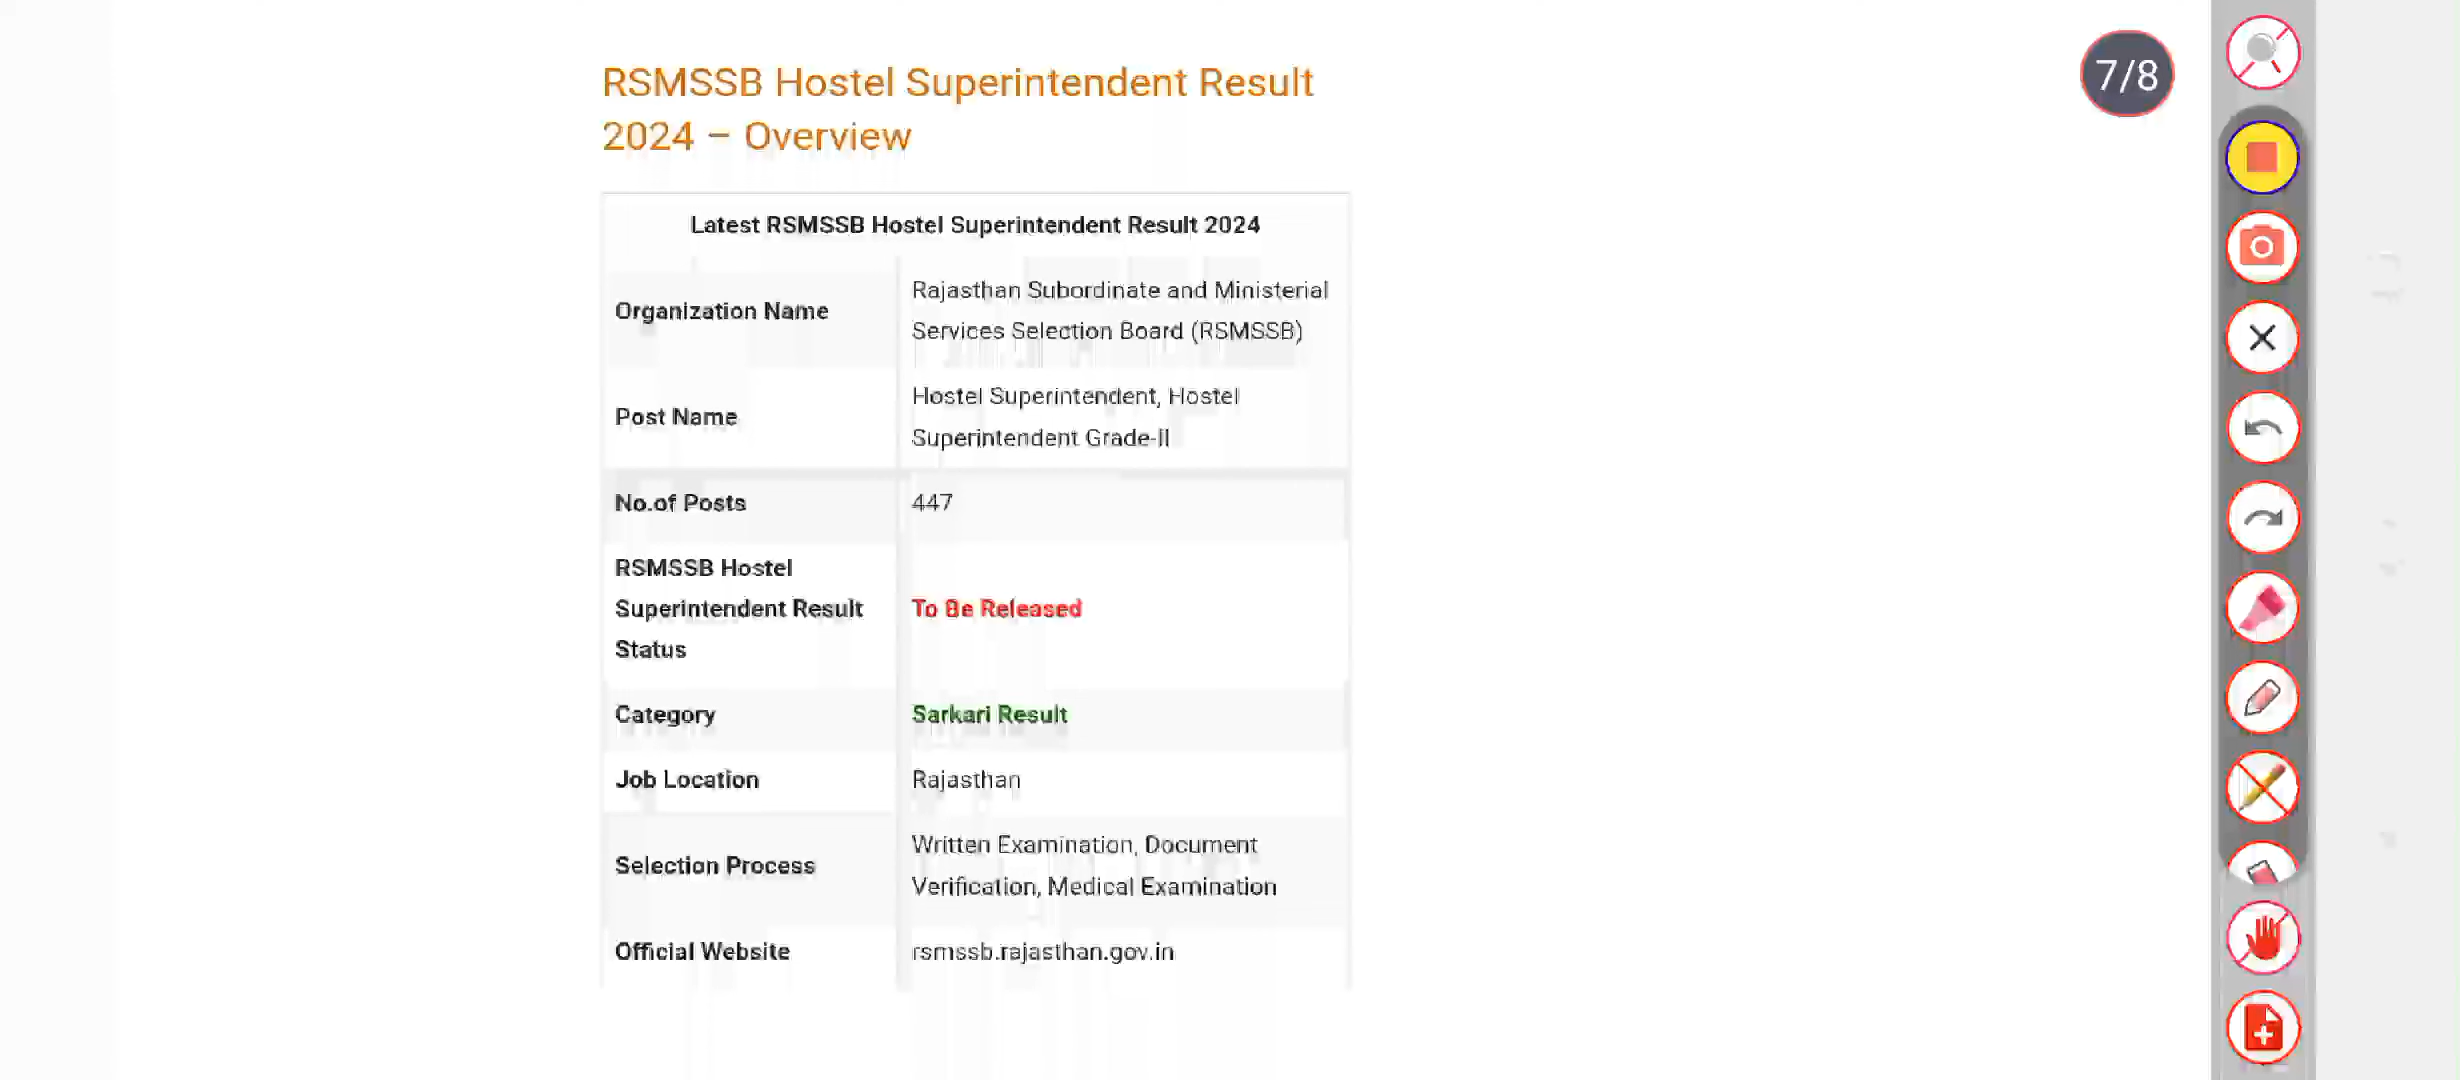 RSMSSB Hostel Superintendent Result
2024 – Overview
7/8
Latest RSMSSB Hostel Superintendent Result 2024
Organization Name
Rajasthan Subordinate and Ministerial
Services Selection Board (RSMSSB)
Post Name
Hostel Superintendent, Hostel
Superintendent Grade-II
No.of Posts
447
RSMSSB Hostel
Superintendent Result
Status
To Be Released
Category
Sarkari Result
Job Location
Rajasthan
Selection Process
Written Examination, Document
Verification, Medical Examination
Official Website
rsmssb.rajasthan.gov.in